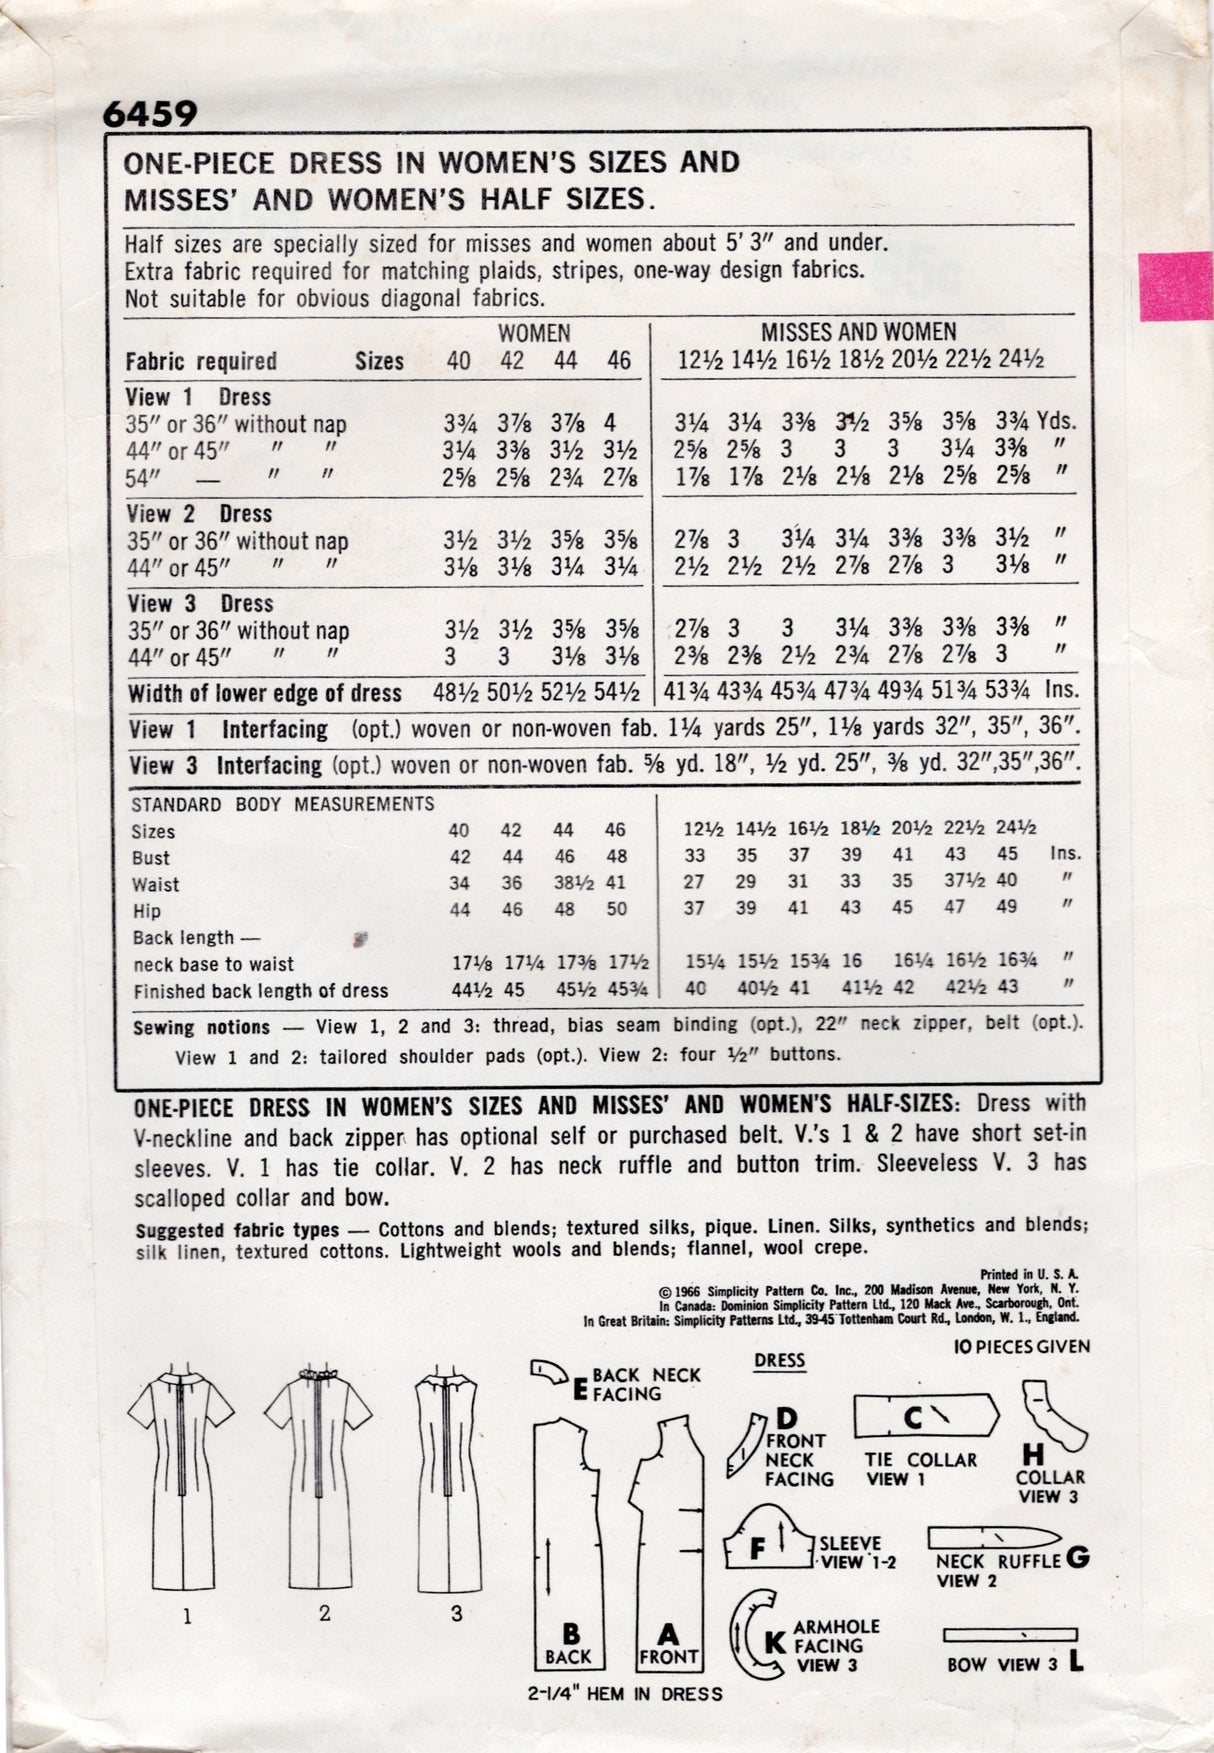 6459
ONE-PIECE DRESS IN WOMEN'S SIZES AND
MISSES' AND WOMEN'S HALF SIZES.
Half sizes are specially sized for misses and women about 5' 3" and under.
Extra fabric required for matching plaids, stripes, one-way design fabrics.
Not suitable for obvious diagonal fabrics.
WOMEN MISSES AND WOMEN
Fabric required Sizes 40 42 44 46 12½ 14½ 16½ 18½ 20½ 22½ 24½
View 1 Dress
35" or 36" without nap 3¾ 3⅞ 3⅞ 4 3¼ 3¼ 3⅜ 3½ 3⅝ 3⅝ 3¾ Yds.
44" or 45" " " 3¼ 3⅜ 3½ 3½ 2⅝ 2⅝ 3 3 3 3¼ 3⅜ "
54" — " " 2⅝ 2⅝ 2¾ 2⅞ 1⅞ 1⅞ 2⅛ 2⅛ 2⅛ 2⅝ 2⅝ "
View 2 Dress
35" or 36" without nap 3½ 3½ 3⅝ 3⅝ 2⅞ 3 3¼ 3¼ 3⅜ 3⅜ 3½ "
44" or 45" " " 3⅛ 3⅛ 3¼ 3¼ 2½ 2½ 2½ 2⅞ 2⅞ 3 3⅛ "
View 3 Dress
35" or 36" without nap 3½ 3½ 3⅝ 3⅝ 2⅞ 3 3 3¼ 3⅜ 3⅜ 3⅜ "
44" or 45" " " 3 3 3⅛ 3⅛ 2⅜ 2⅜ 2½ 2¾ 2⅞ 2⅞ 3 "
Width of lower edge of dress 48½ 50½ 52½ 54½ 41¾ 43¾ 45¾ 47¾ 49¾ 51¾ 53¾ Ins.
View 1 Interfacing (opt.) woven or non-woven fab. 1¼ yards 25", 1⅛ yards 32", 35", 36".
View 3 Interfacing (opt.) woven or non-woven fab. ⅝ yd. 18", ½ yd. 25", ⅜ yd. 32",35",36".
STANDARD BODY MEASUREMENTS
Sizes 40 42 44 46 12½ 14½ 16½ 18½ 20½ 22½ 24½
Bust 42 44 46 48 33 35 37 39 41 43 45 Ins.
Waist 34 36 38½ 41 27 29 31 33 35 37½ 40 "
Hip 44 46 48 50 37 39 41 43 45 47 49 "
Back length —
neck base to waist 17⅛ 17¼ 17⅜ 17½ 15¼ 15½ 15¾ 16 16¼ 16½ 16¾ "
Finished back length of dress 44½ 45 45½ 45¾ 40 40½ 41 41½ 42 42½ 43 "
Sewing notions — View 1, 2 and 3: thread, bias seam binding (opt.), 22" neck zipper, belt (opt.).
View 1 and 2: tailored shoulder pads (opt.). View 2: four ½" buttons.
ONE-PIECE DRESS IN WOMEN'S SIZES AND MISSES' AND WOMEN'S HALF-SIZES: Dress with
V-neckline and back zipper has optional self or purchased belt. V.'s 1 & 2 have short set-in
sleeves. V. 1 has tie collar. V. 2 has neck ruffle and button trim. Sleeveless V. 3 has
scalloped collar and bow.
Suggested fabric types — Cottons and blends; textured silks, pique. Linen. Silks, synthetics and blends;
silk linen, textured cottons. Lightweight wools and blends; flannel, wool crepe.
Printed in U. S. A.
© 1966 Simplicity Pattern Co. Inc., 200 Madison Avenue, New York, N. Y.
In Canada: Dominion Simplicity Pattern Ltd., 120 Mack Ave., Scarborough, Ont.
In Great Britain: Simplicity Patterns Ltd., 39-45 Tottenham Court Rd., London, W. 1., England.
10 PIECES GIVEN
DRESS
E BACK NECK
FACING
D
FRONT
NECK
FACING
C
TIE COLLAR
VIEW 1
H
COLLAR
VIEW 3
F SLEEVE
VIEW 1-2
NECK RUFFLE G
VIEW 2
B
BACK
A
FRONT
K ARMHOLE
FACING
VIEW 3
BOW VIEW 3 L
1 2 3
2-1/4" HEM IN DRESS